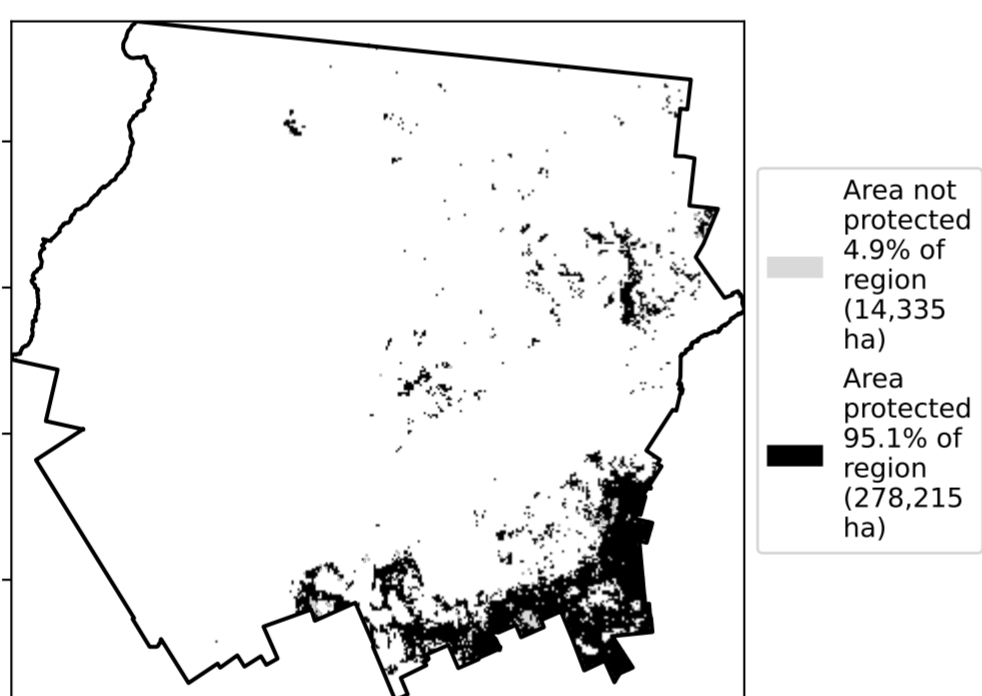 Area not
protected
4.9% of
region
(14,335
ha)
Area
protected
95.1% of
region
(278,215
ha)